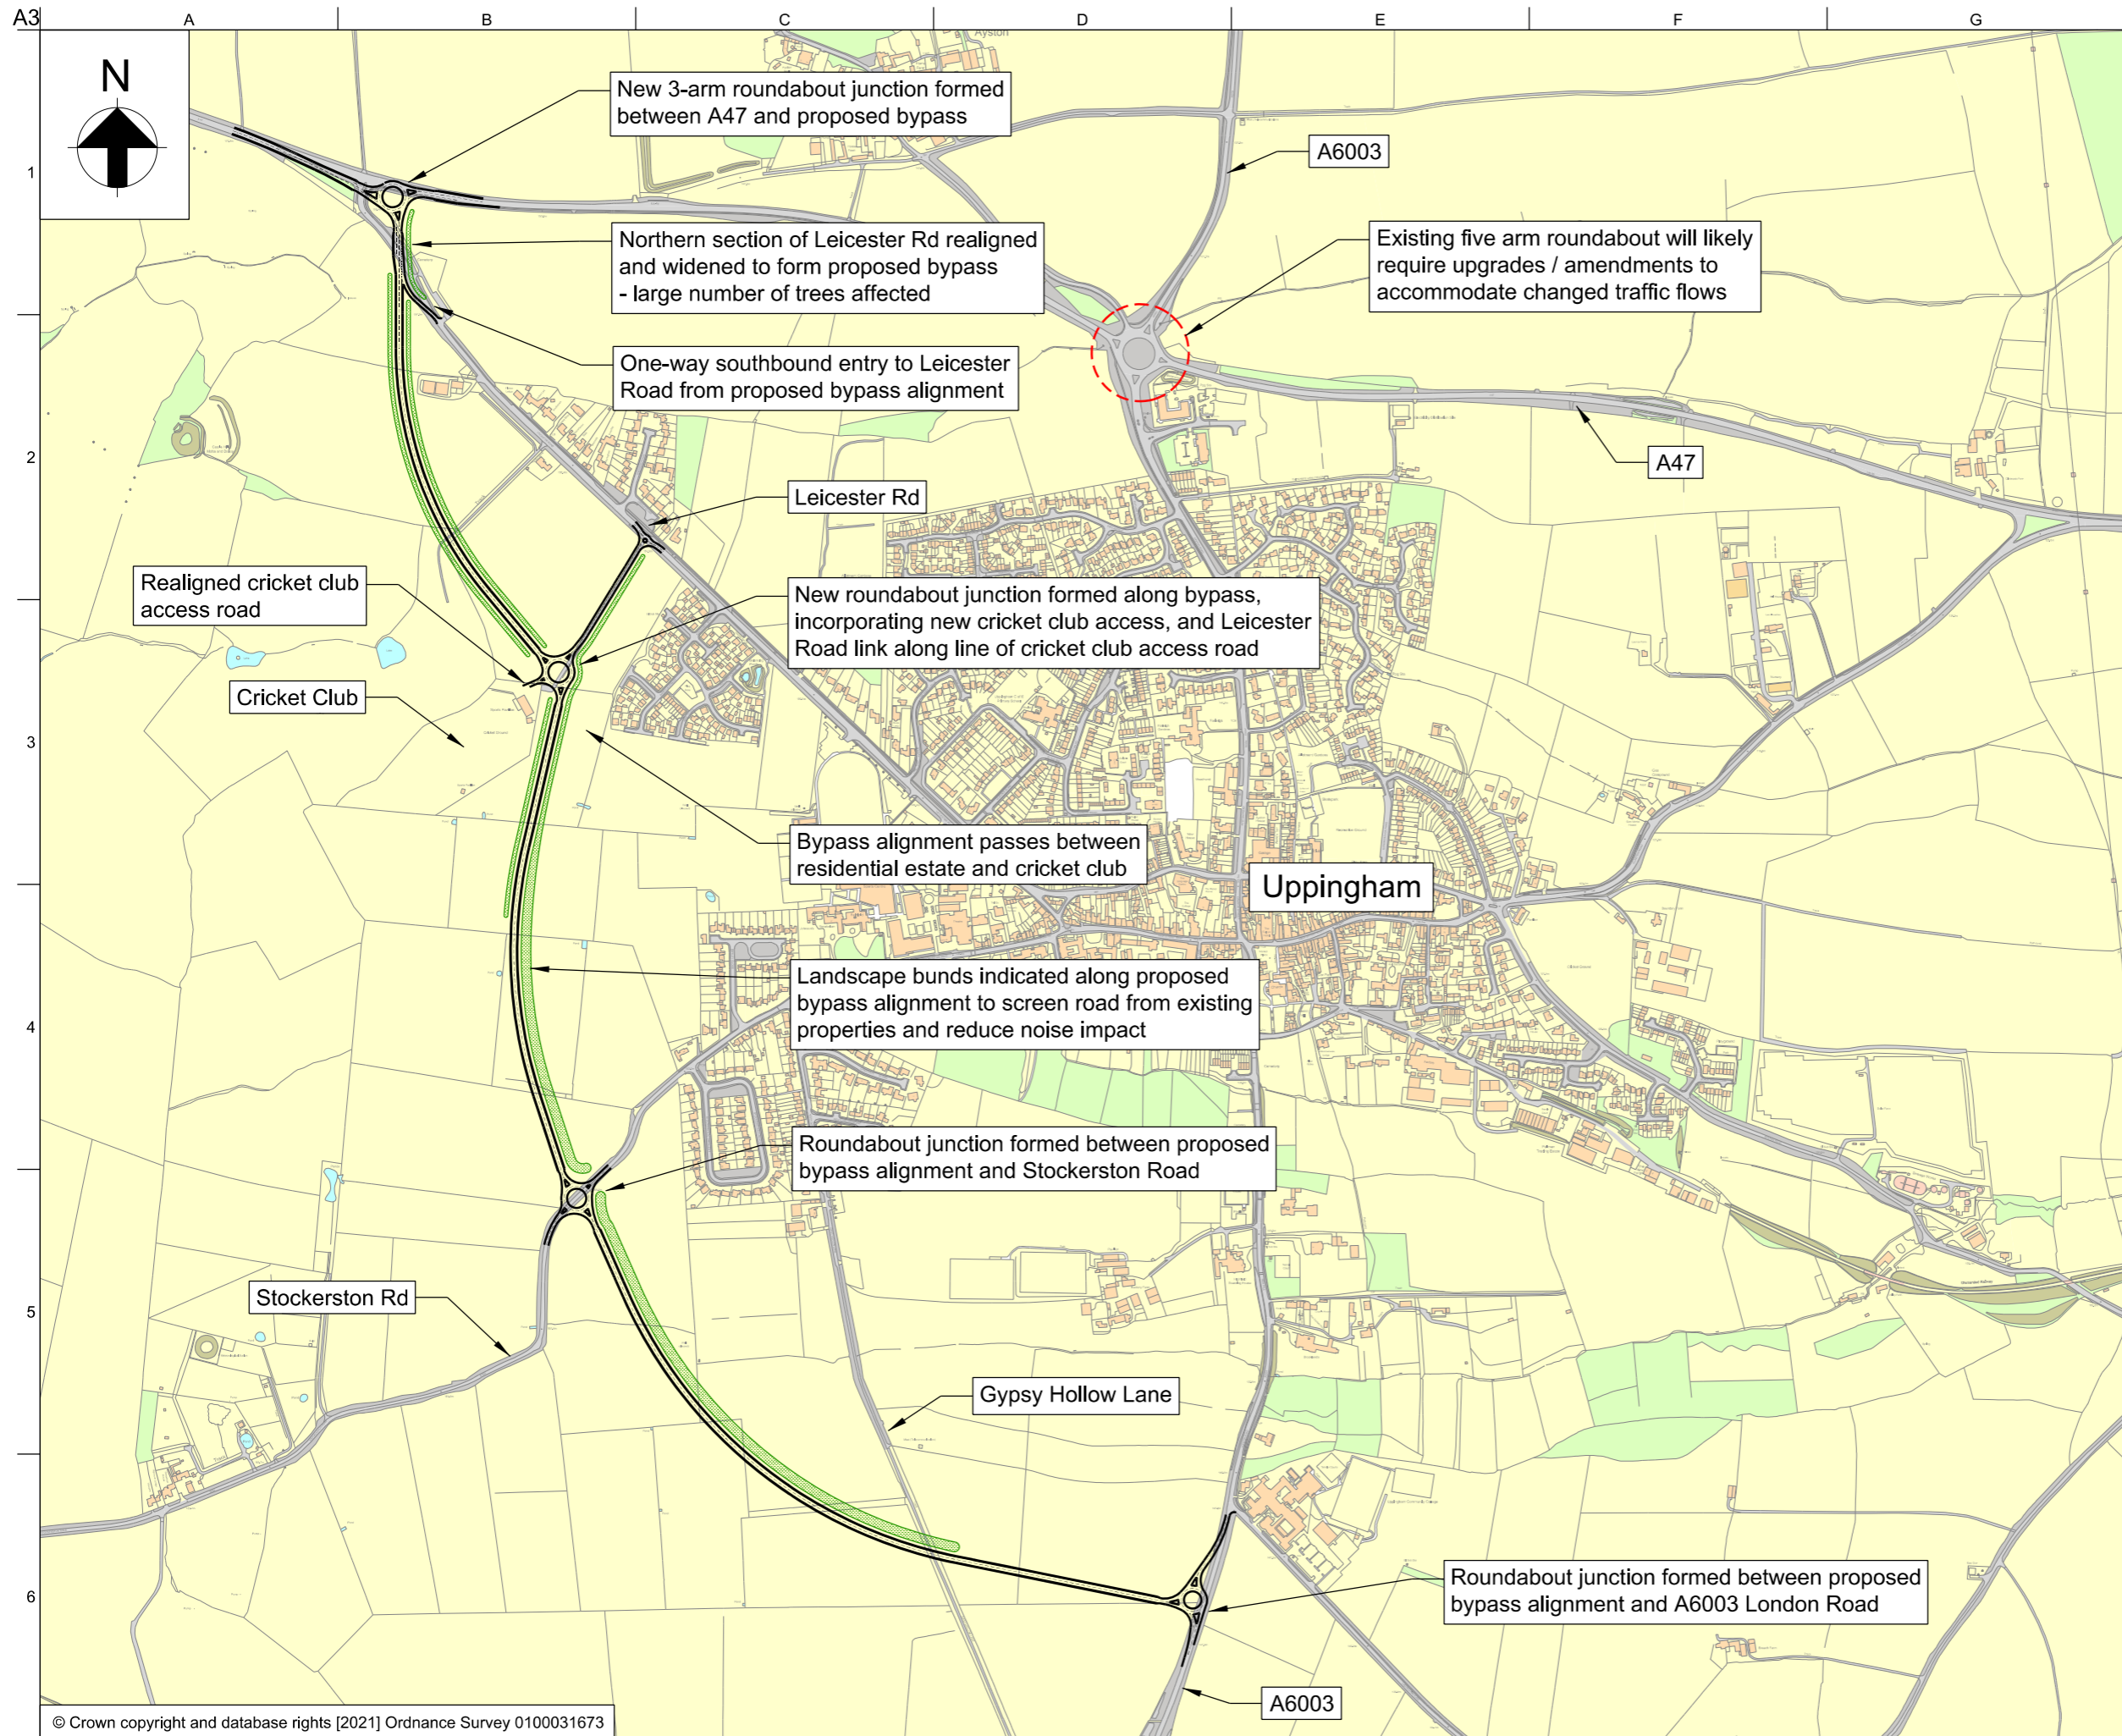 A3
A
B
C
D
E
F
G
N
1
2
3
4
5
6
Ayston
New 3-arm roundabout junction formed
between A47 and proposed bypass
A6003
Northern section of Leicester Rd realigned
and widened to form proposed bypass
- large number of trees affected
Existing five arm roundabout will likely
require upgrades / amendments to
accommodate changed traffic flows
One-way southbound entry to Leicester
Road from proposed bypass alignment
A47
Leicester Rd
Realigned cricket club
access road
New roundabout junction formed along bypass,
incorporating new cricket club access, and Leicester
Road link along line of cricket club access road
Cricket Club
Bypass alignment passes between
residential estate and cricket club
Uppingham
Landscape bunds indicated along proposed
bypass alignment to screen road from existing
properties and reduce noise impact
Roundabout junction formed between proposed
bypass alignment and Stockerston Road
Stockerston Rd
Gypsy Hollow Lane
Roundabout junction formed between proposed
bypass alignment and A6003 London Road
A6003
© Crown copyright and database rights [2021] Ordnance Survey 0100031673